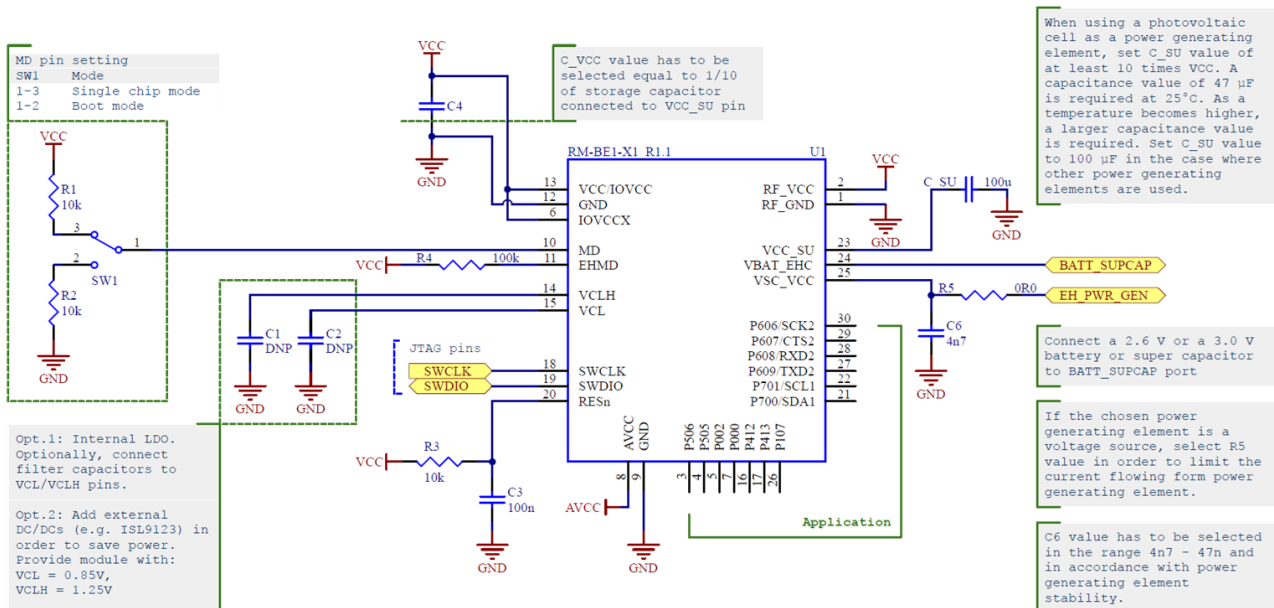 MD pin setting
SW1 Mode
1-3 Single chip mode
1-2 Boot mode
VCC
R1
10k
3
1
2
SW1
R2
10k
GND
VCC
C4
GND
C_VCC value has to be
selected equal to 1/10
of storage capacitor
connected to VCC_SU pin
When using a photovoltaic
cell as a power generating
element, set C_SU value of
at least 10 times VCC. A
capacitance value of 47 µF
is required at 25°C. As a
temperature becomes higher,
a larger capacitance value
is required. Set C_SU value
to 100 µF in the case where
other power generating
elements are used.
RM-BE1-X1 R1.1 U1
13 VCC/IOVCC
12 GND
6 IOVCCX
10 MD
11 EHMD
14 VCLH
15 VCL
18 SWCLK
19 SWDIO
20 RESn
RF_VCC 2
RF_GND 1
VCC_SU 23
VBAT_EHC 24
VSC_VCC 25
P606/SCK2 30
P607/CTS2 29
P608/RXD2 28
P609/TXD2 27
P701/SCL1 22
P700/SDA1 21
AVCC 8
GND 9
P506 3
P505 4
P002 5
P000 7
P412 16
P413 17
P107 26
VCC
GND
C_SU 100u
GND
BATT_SUPCAP
R5 0R0
EH_PWR_GEN
C6
4n7
GND
VCC R4 100k
C1
DNP
C2
DNP
GND
GND
JTAG pins
SWCLK
SWDIO
VCC
R3
10k
C3
100n
GND
AVCC
GND
Application
Opt.1: Internal LDO.
Optionally, connect
filter capacitors to
VCL/VCLH pins.
Opt.2: Add external
DC/DCs (e.g. ISL9123) in
order to save power.
Provide module with:
VCL = 0.85V,
VCLH = 1.25V
Connect a 2.6 V or a 3.0 V
battery or super capacitor
to BATT_SUPCAP port
If the chosen power
generating element is a
voltage source, select R5
value in order to limit the
current flowing form power
generating element.
C6 value has to be selected
in the range 4n7 - 47n and
in accordance with power
generating element
stability.